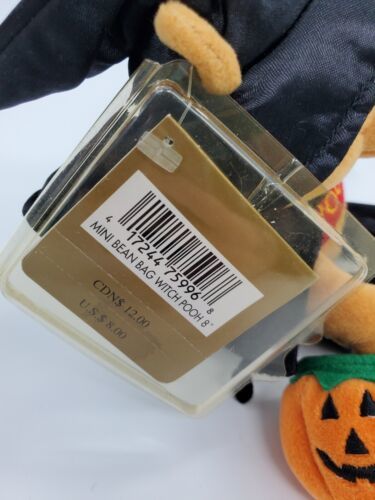 4 17244 75996 8
MINI BEAN BAG WITCH POOH 8"
CDN$ 12.00
U.S.$ 8.00